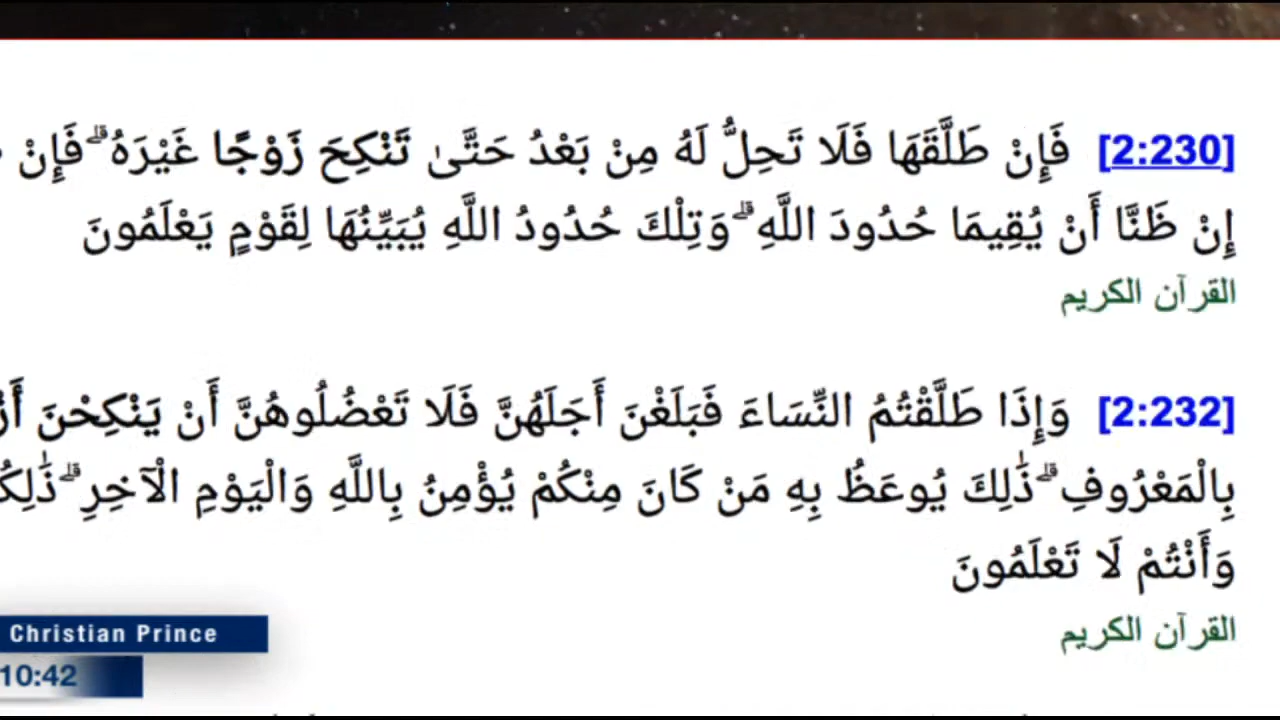 [2:230] فَإِنْ طَلَّقَهَا فَلَا تَحِلُّ لَهُ مِنْ بَعْدُ حَتَّىٰ تَنْكِحَ زَوْجًا غَيْرَهُ ۗ فَإِنْ
إِنْ ظَنَّا أَنْ يُقِيمَا حُدُودَ اللَّهِ ۗ وَتِلْكَ حُدُودُ اللَّهِ يُبَيِّنُهَا لِقَوْمٍ يَعْلَمُونَ
القرآن الكريم
[2:232] وَإِذَا طَلَّقْتُمُ النِّسَاءَ فَبَلَغْنَ أَجَلَهُنَّ فَلَا تَعْضُلُوهُنَّ أَنْ يَنْكِحْنَ
بِالْمَعْرُوفِ ۗ ذَٰلِكَ يُوعَظُ بِهِ مَنْ كَانَ مِنْكُمْ يُؤْمِنُ بِاللَّهِ وَالْيَوْمِ الْآخِرِ ۗ
وَأَنْتُمْ لَا تَعْلَمُونَ
القرآن الكريم
Christian Prince
10:42